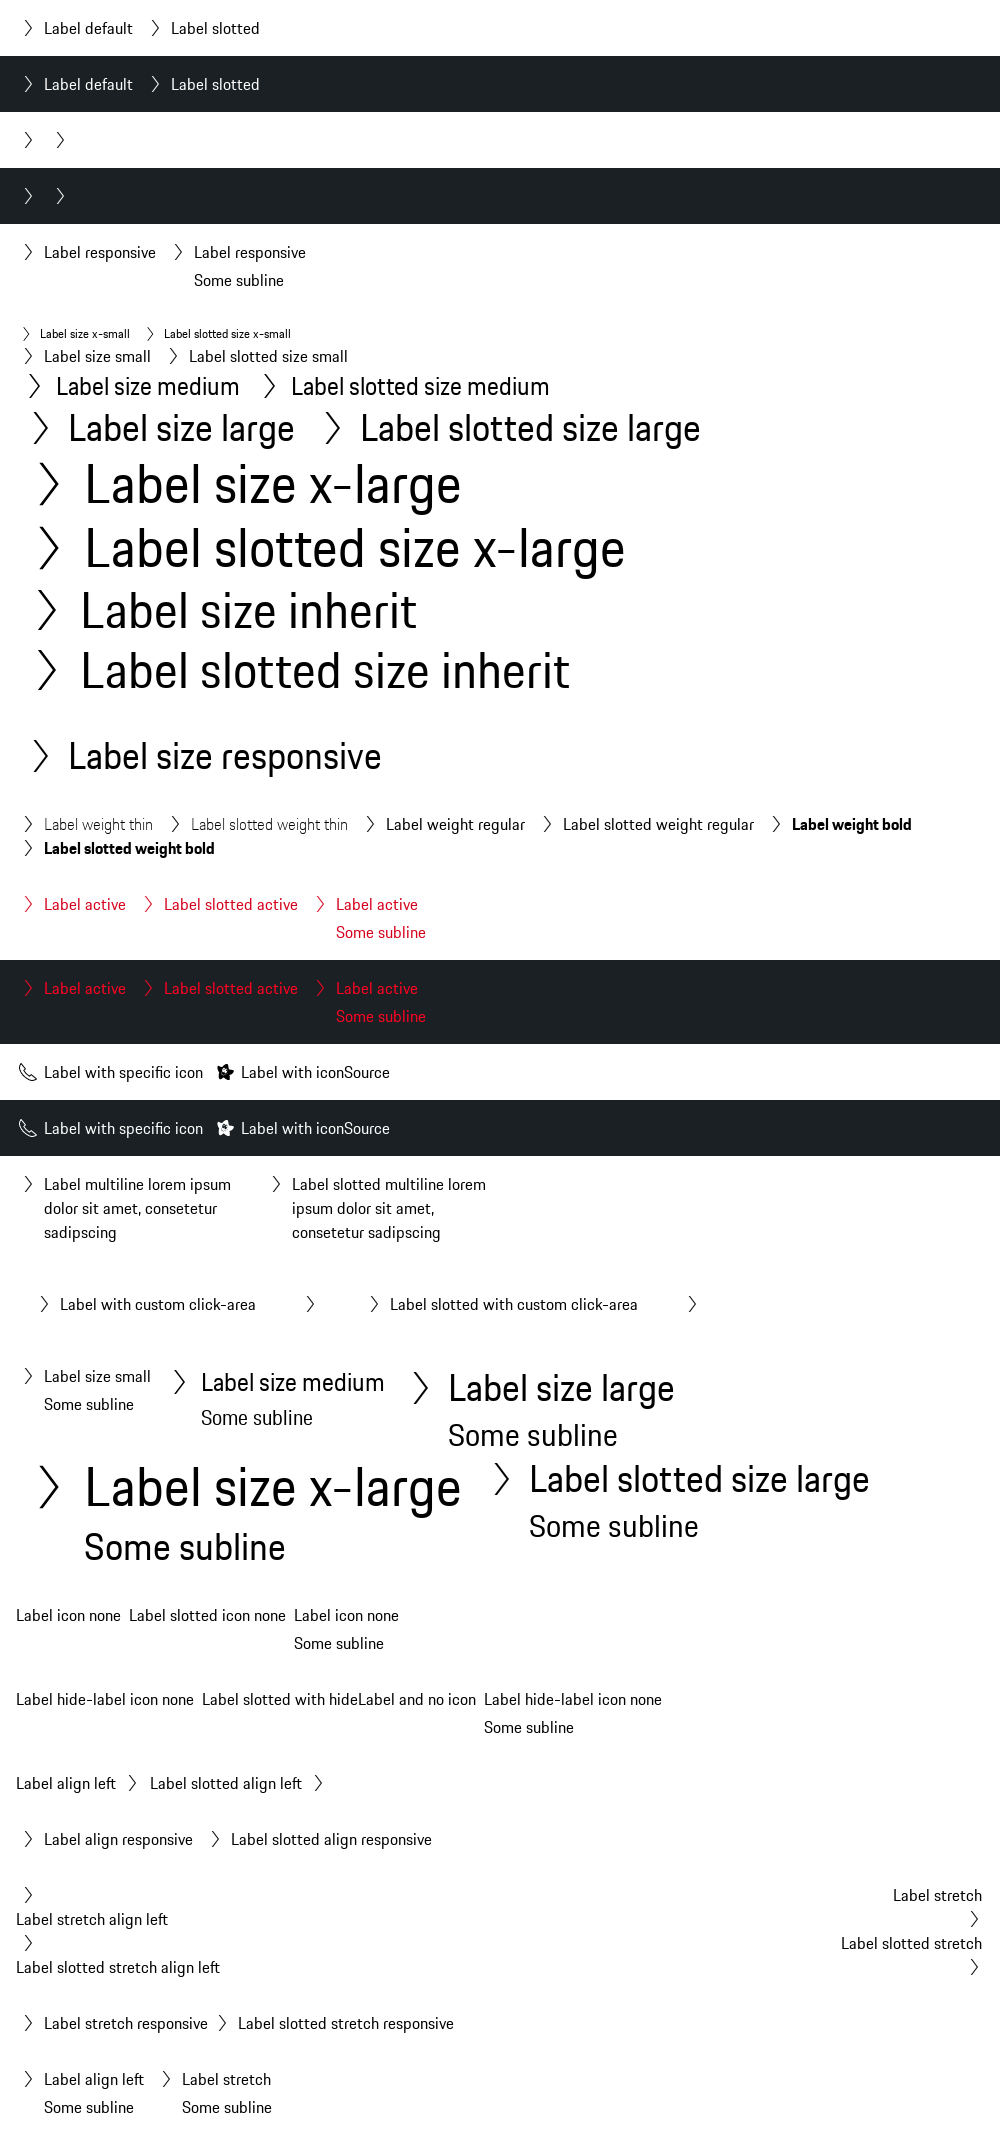 Label default Label slotted
Label default Label slotted
Label responsive Label responsive
Some subline
Label size x-small Label slotted size x-small
Label size small Label slotted size small
Label size medium Label slotted size medium
Label size large Label slotted size large
Label size x-large
Label slotted size x-large
Label size inherit
Label slotted size inherit
Label size responsive
Label weight thin Label slotted weight thin Label weight regular Label slotted weight regular Label weight bold
Label slotted weight bold
Label active Label slotted active Label active
Some subline
Label active Label slotted active Label active
Some subline
Label with specific icon Label with iconSource
Label with specific icon Label with iconSource
Label multiline lorem ipsum
dolor sit amet, consetetur
sadipscing
Label slotted multiline lorem
ipsum dolor sit amet,
consetetur sadipscing
Label with custom click-area Label slotted with custom click-area
Label size small
Some subline
Label size medium
Some subline
Label size large
Some subline
Label size x-large
Some subline
Label slotted size large
Some subline
Label icon none Label slotted icon none Label icon none
Some subline
Label hide-label icon none Label slotted with hideLabel and no icon Label hide-label icon none
Some subline
Label align left Label slotted align left
Label align responsive Label slotted align responsive
Label stretch
Label stretch align left
Label slotted stretch
Label slotted stretch align left
Label stretch responsive Label slotted stretch responsive
Label align left Label stretch
Some subline Some subline